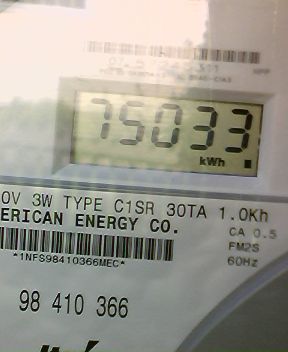 75033
kWh
0V 3W TYPE C1SR 30TA 1.0Kh
ERICAN ENERGY CO.
CA 0.5
FM2S
60Hz
*1NFS98410366MEC*
98 410 366